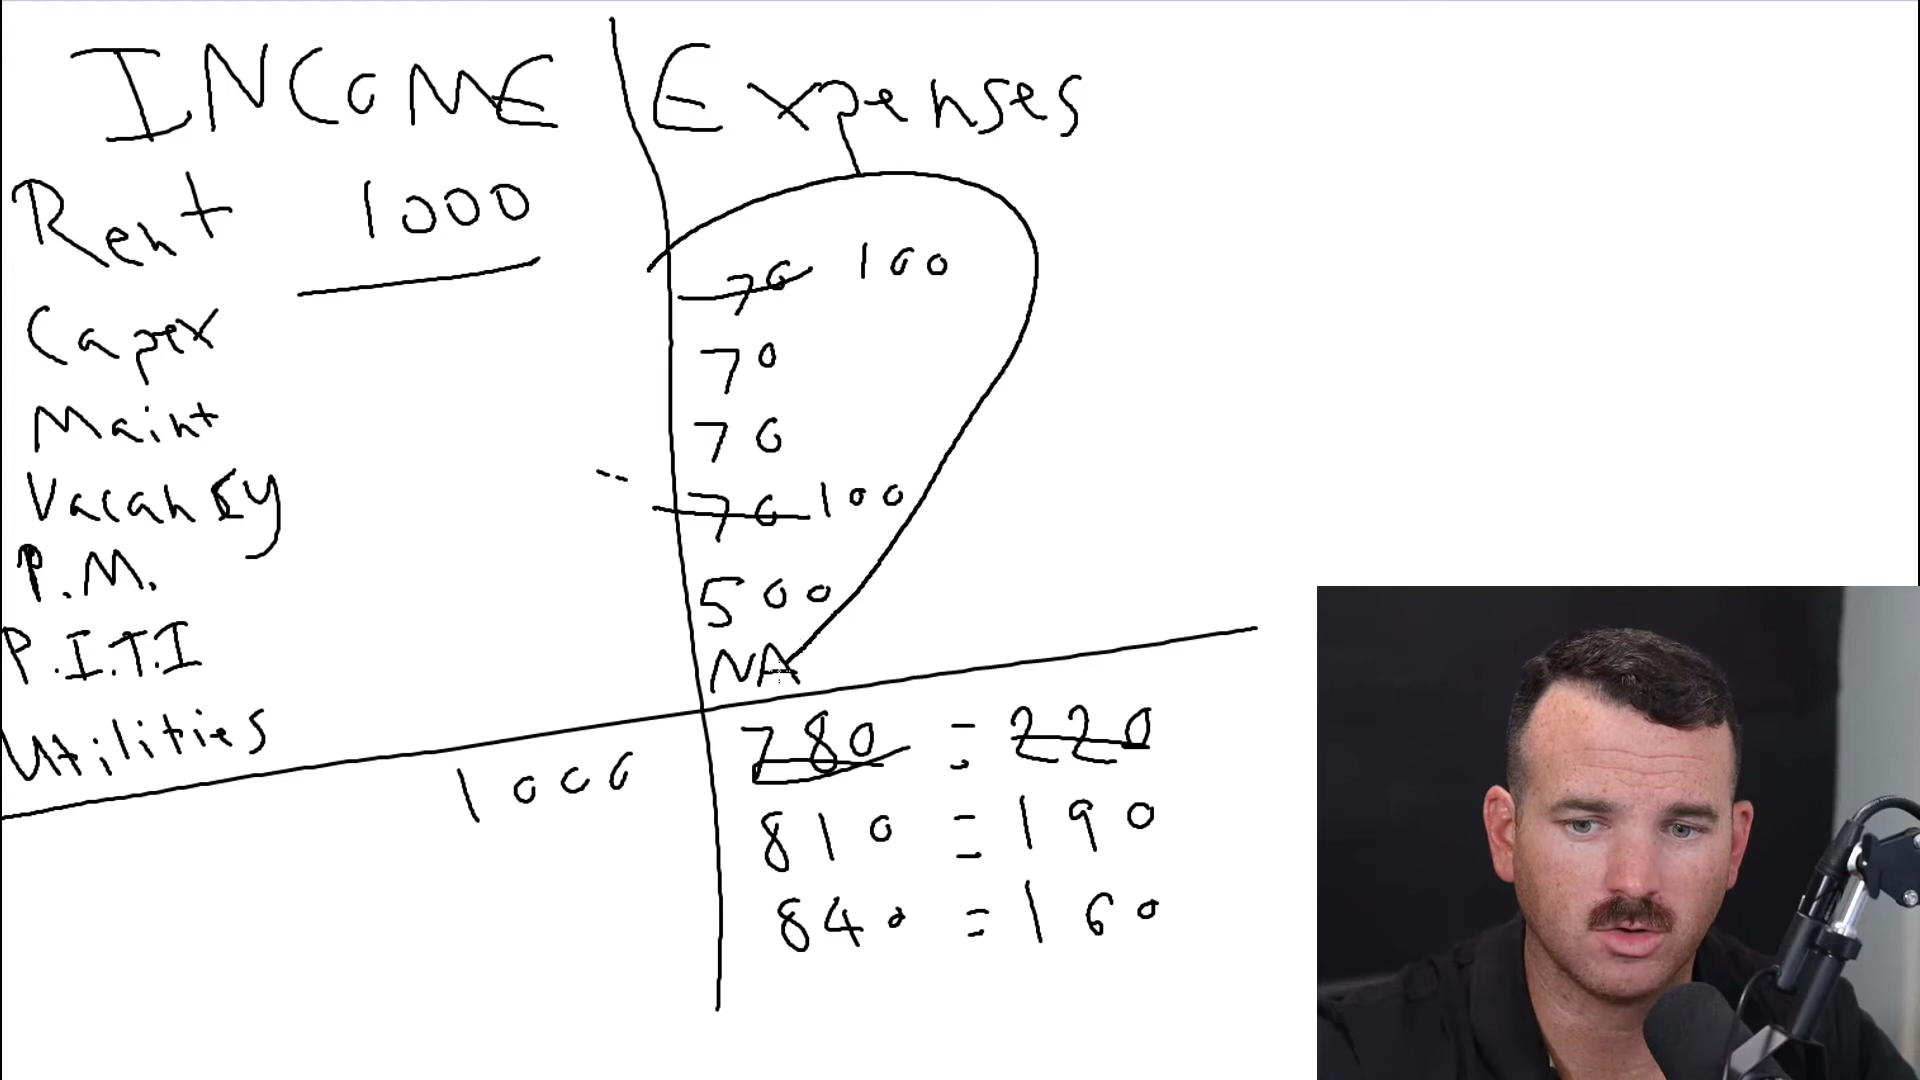 INCOME Expenses
Rent 1000
70 100
Capex 70
Maint 70
Vacancy 70 100
P.M. 500
P.I.T.I NA
Utilities
1000 780 = 220
810 = 190
840 = 160